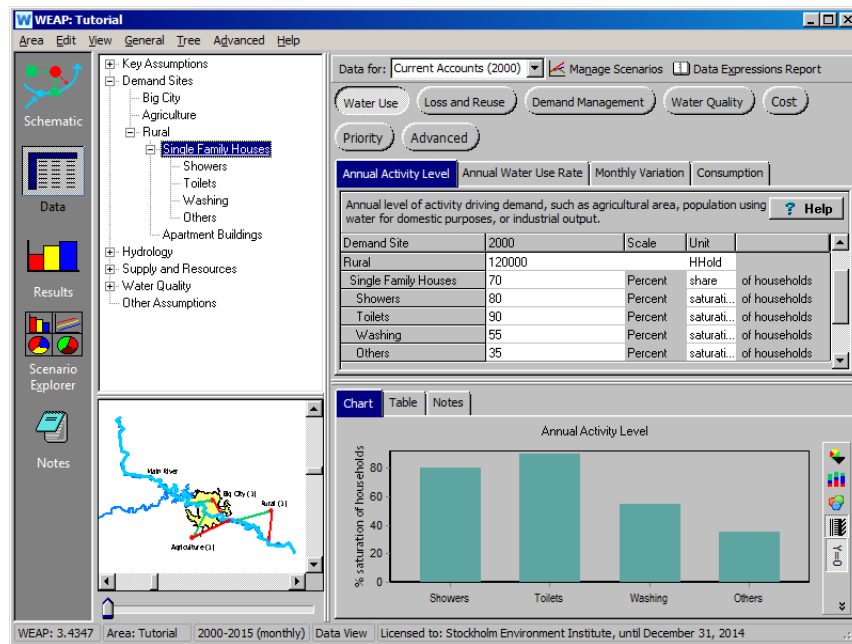 WEAP: Tutorial
Area Edit View General Tree Advanced Help
Schematic
Data
Results
Scenario
Explorer
Notes
Key Assumptions
Demand Sites
Big City
Agriculture
Rural
Single Family Houses
Showers
Toilets
Washing
Others
Apartment Buildings
Hydrology
Supply and Resources
Water Quality
Other Assumptions
Main River
Big City (1)
Rural (3)
Agriculture (1)
Data for: Current Accounts (2000) Manage Scenarios Data Expressions Report
Water Use Loss and Reuse Demand Management Water Quality Cost
Priority Advanced
Annual Activity Level Annual Water Use Rate Monthly Variation Consumption
Annual level of activity driving demand, such as agricultural area, population using
water for domestic purposes, or industrial output.
? Help
Demand Site 2000 Scale Unit
Rural 120000 HHold
Single Family Houses 70 Percent share of households
Showers 80 Percent saturati... of households
Toilets 90 Percent saturati... of households
Washing 55 Percent saturati... of households
Others 35 Percent saturati... of households
Chart Table Notes
Annual Activity Level
% saturation of households
80
60
40
20
0
Showers Toilets Washing Others
Y=0
WEAP: 3.4347 Area: Tutorial 2000-2015 (monthly) Data View Licensed to: Stockholm Environment Institute, until December 31, 2014